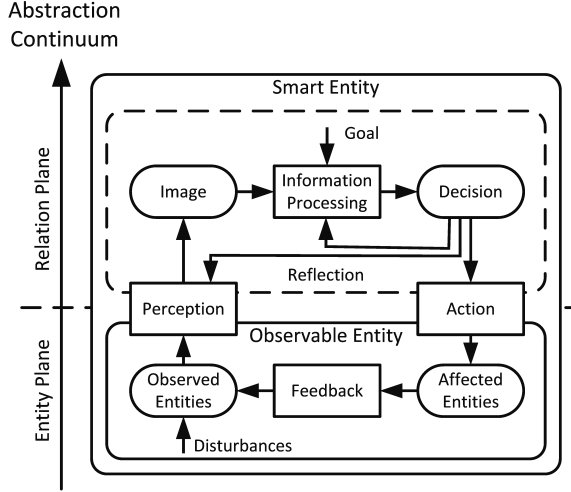 Abstraction
Continuum
Smart Entity
Goal
Image
Information
Processing
Decision
Relation Plane
Reflection
Perception
Action
Observable Entity
Entity Plane
Observed
Entities
Feedback
Affected
Entities
Disturbances